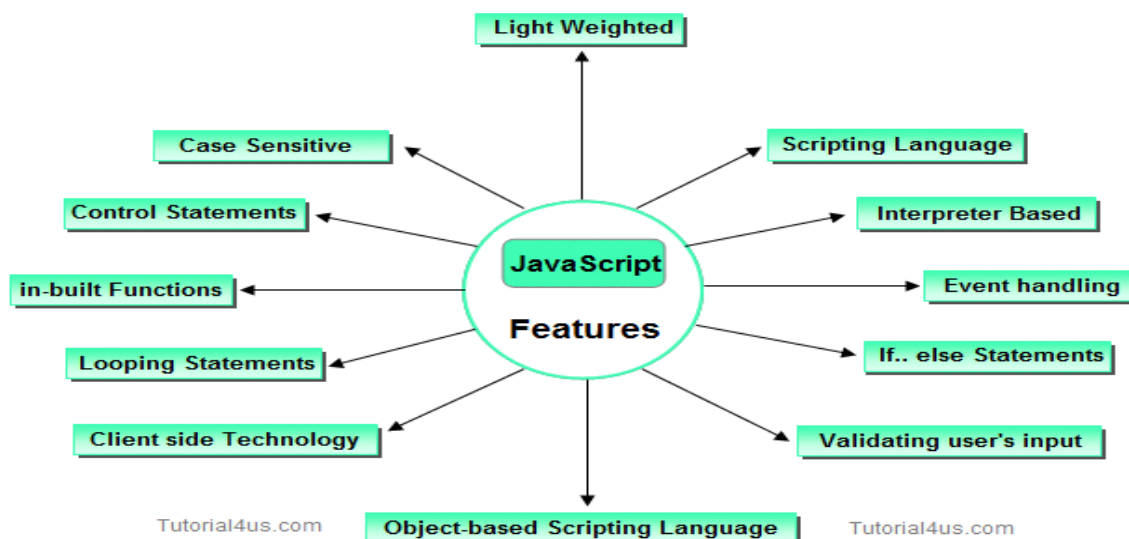 Light Weighted
Case Sensitive
Scripting Language
Control Statements
Interpreter Based
JavaScript
in-built Functions
Event handling
Features
Looping Statements
If.. else Statements
Client side Technology
Validating user's input
Tutorial4us.com
Object-based Scripting Language
Tutorial4us.com